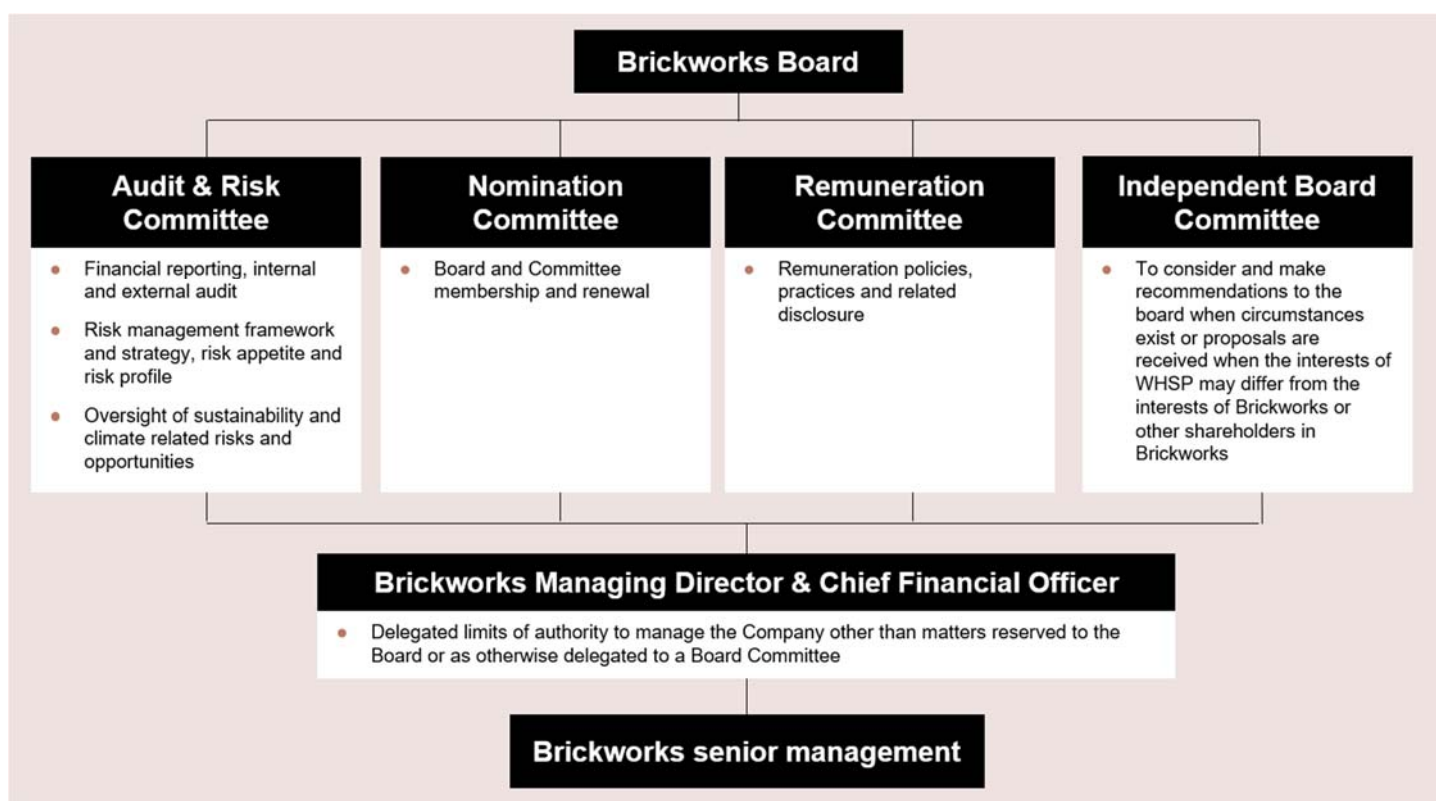 Brickworks Board
Audit & Risk
Committee
● Financial reporting, internal
and external audit
● Risk management framework
and strategy, risk appetite and
risk profile
● Oversight of sustainability and
climate related risks and
opportunities
Nomination
Committee
● Board and Committee
membership and renewal
Remuneration
Committee
● Remuneration policies,
practices and related
disclosure
Independent Board
Committee
● To consider and make
recommendations to the
board when circumstances
exist or proposals are
received when the interests of
WHSP may differ from the
interests of Brickworks or
other shareholders in
Brickworks
Brickworks Managing Director & Chief Financial Officer
● Delegated limits of authority to manage the Company other than matters reserved to the
Board or as otherwise delegated to a Board Committee
Brickworks senior management